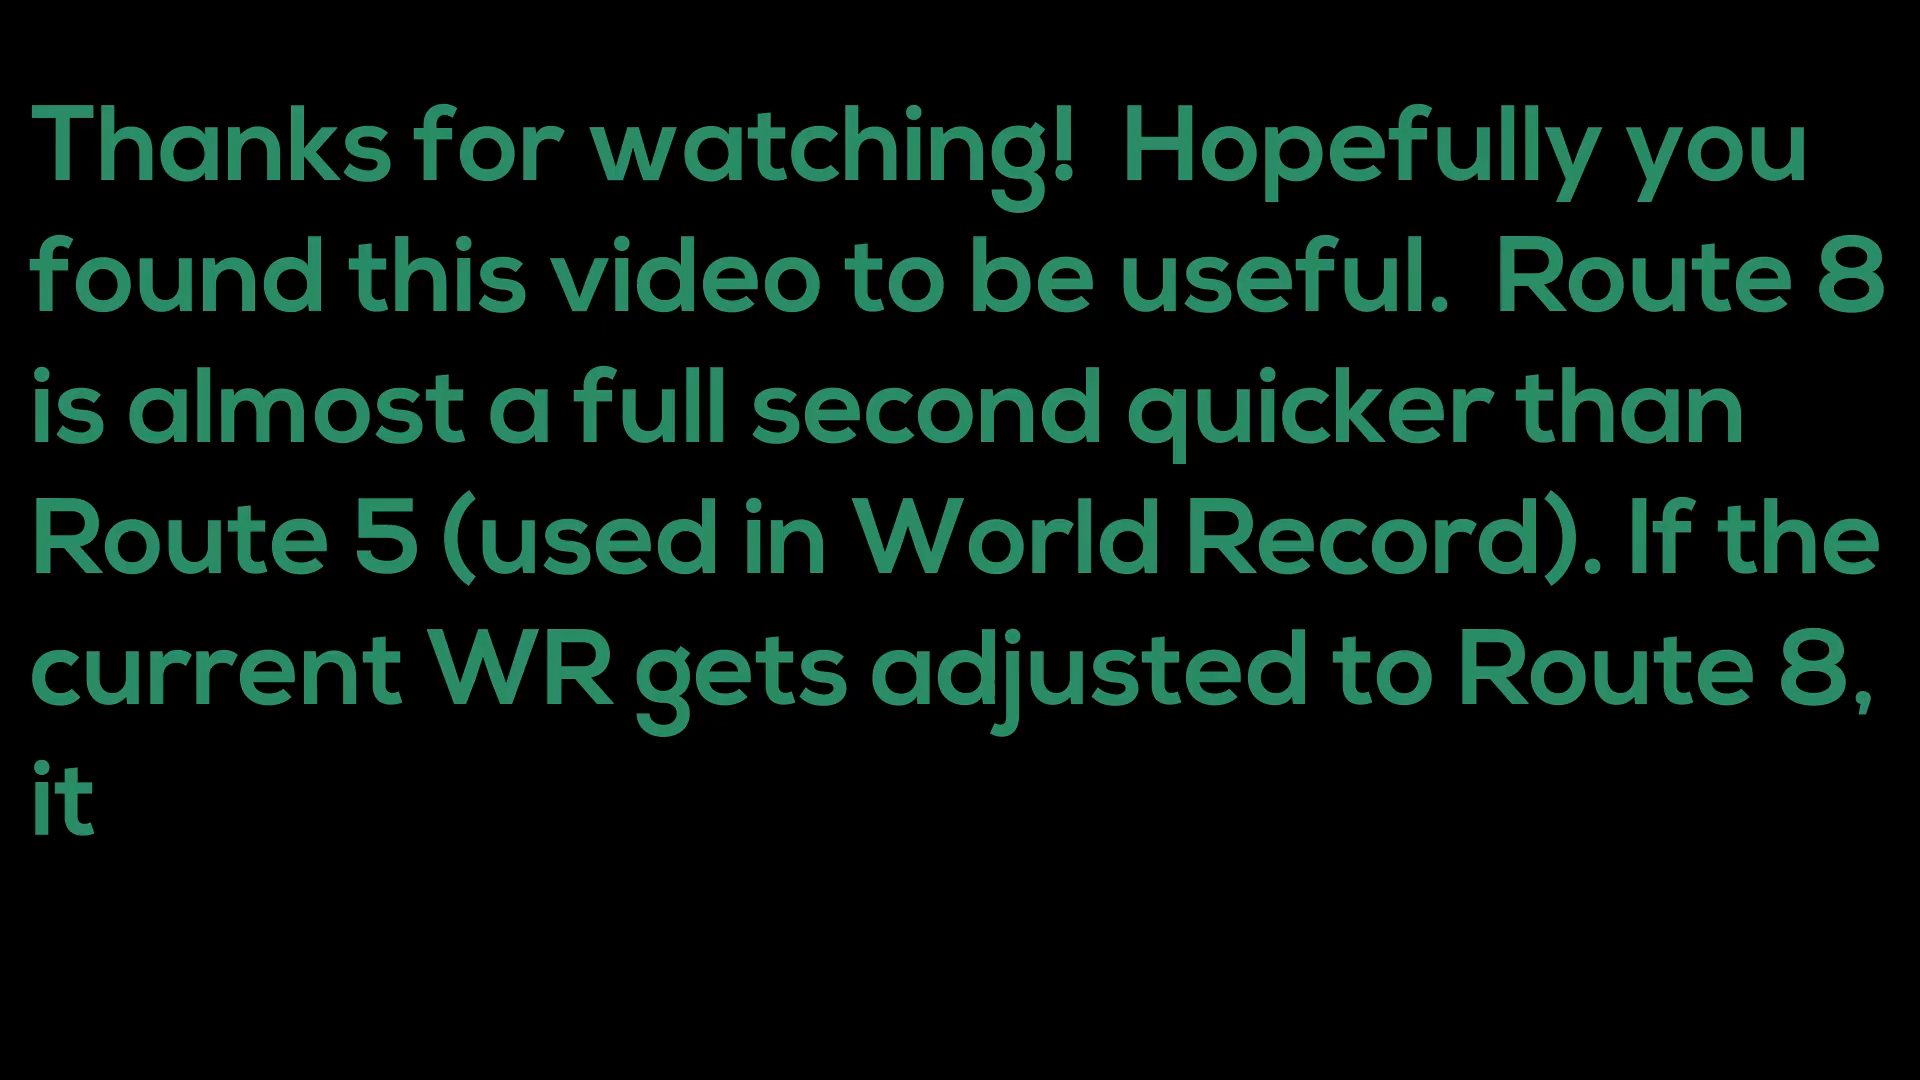 Thanks for watching!  Hopefully you
found this video to be useful.  Route 8
is almost a full second quicker than
Route 5 (used in World Record). If the
current WR gets adjusted to Route 8,
it